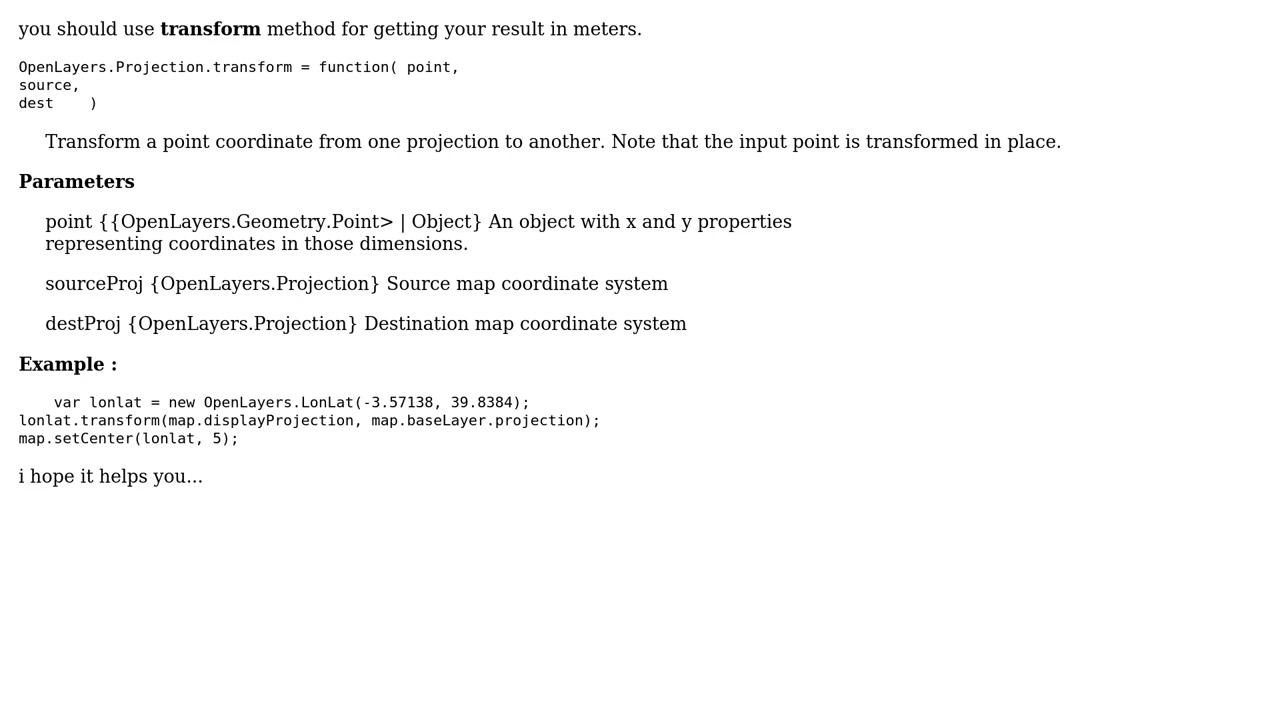 you should use transform method for getting your result in meters.
OpenLayers.Projection.transform = function( point,
source,
dest    )
Transform a point coordinate from one projection to another. Note that the input point is transformed in place.
Parameters
point {{OpenLayers.Geometry.Point> | Object} An object with x and y properties
representing coordinates in those dimensions.
sourceProj {OpenLayers.Projection} Source map coordinate system
destProj {OpenLayers.Projection} Destination map coordinate system
Example :
    var lonlat = new OpenLayers.LonLat(-3.57138, 39.8384);
lonlat.transform(map.displayProjection, map.baseLayer.projection);
map.setCenter(lonlat, 5);
i hope it helps you...